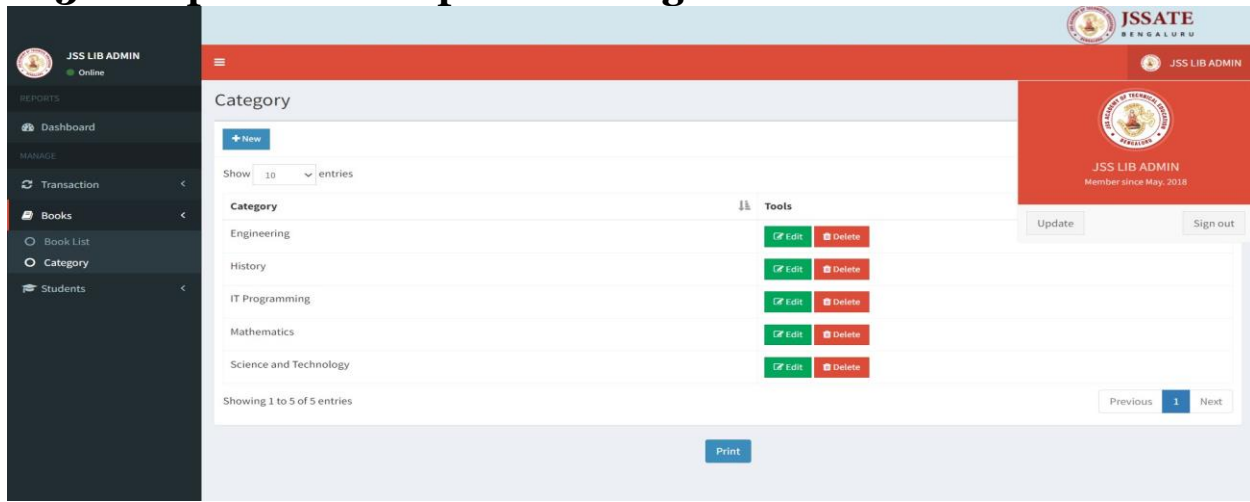 JSSATE
BENGALURU
JSS LIB ADMIN
Online
JSS LIB ADMIN
REPORTS
Category
Dashboard
New
MANAGE
JSS LIB ADMIN
Member since May. 2018
Show 10 entries
Transaction
Category Tools
Books
Update Sign out
Engineering Edit Delete
Book List
Category
History Edit Delete
Students
IT Programming Edit Delete
Mathematics Edit Delete
Science and Technology Edit Delete
Showing 1 to 5 of 5 entries
Previous 1 Next
Print